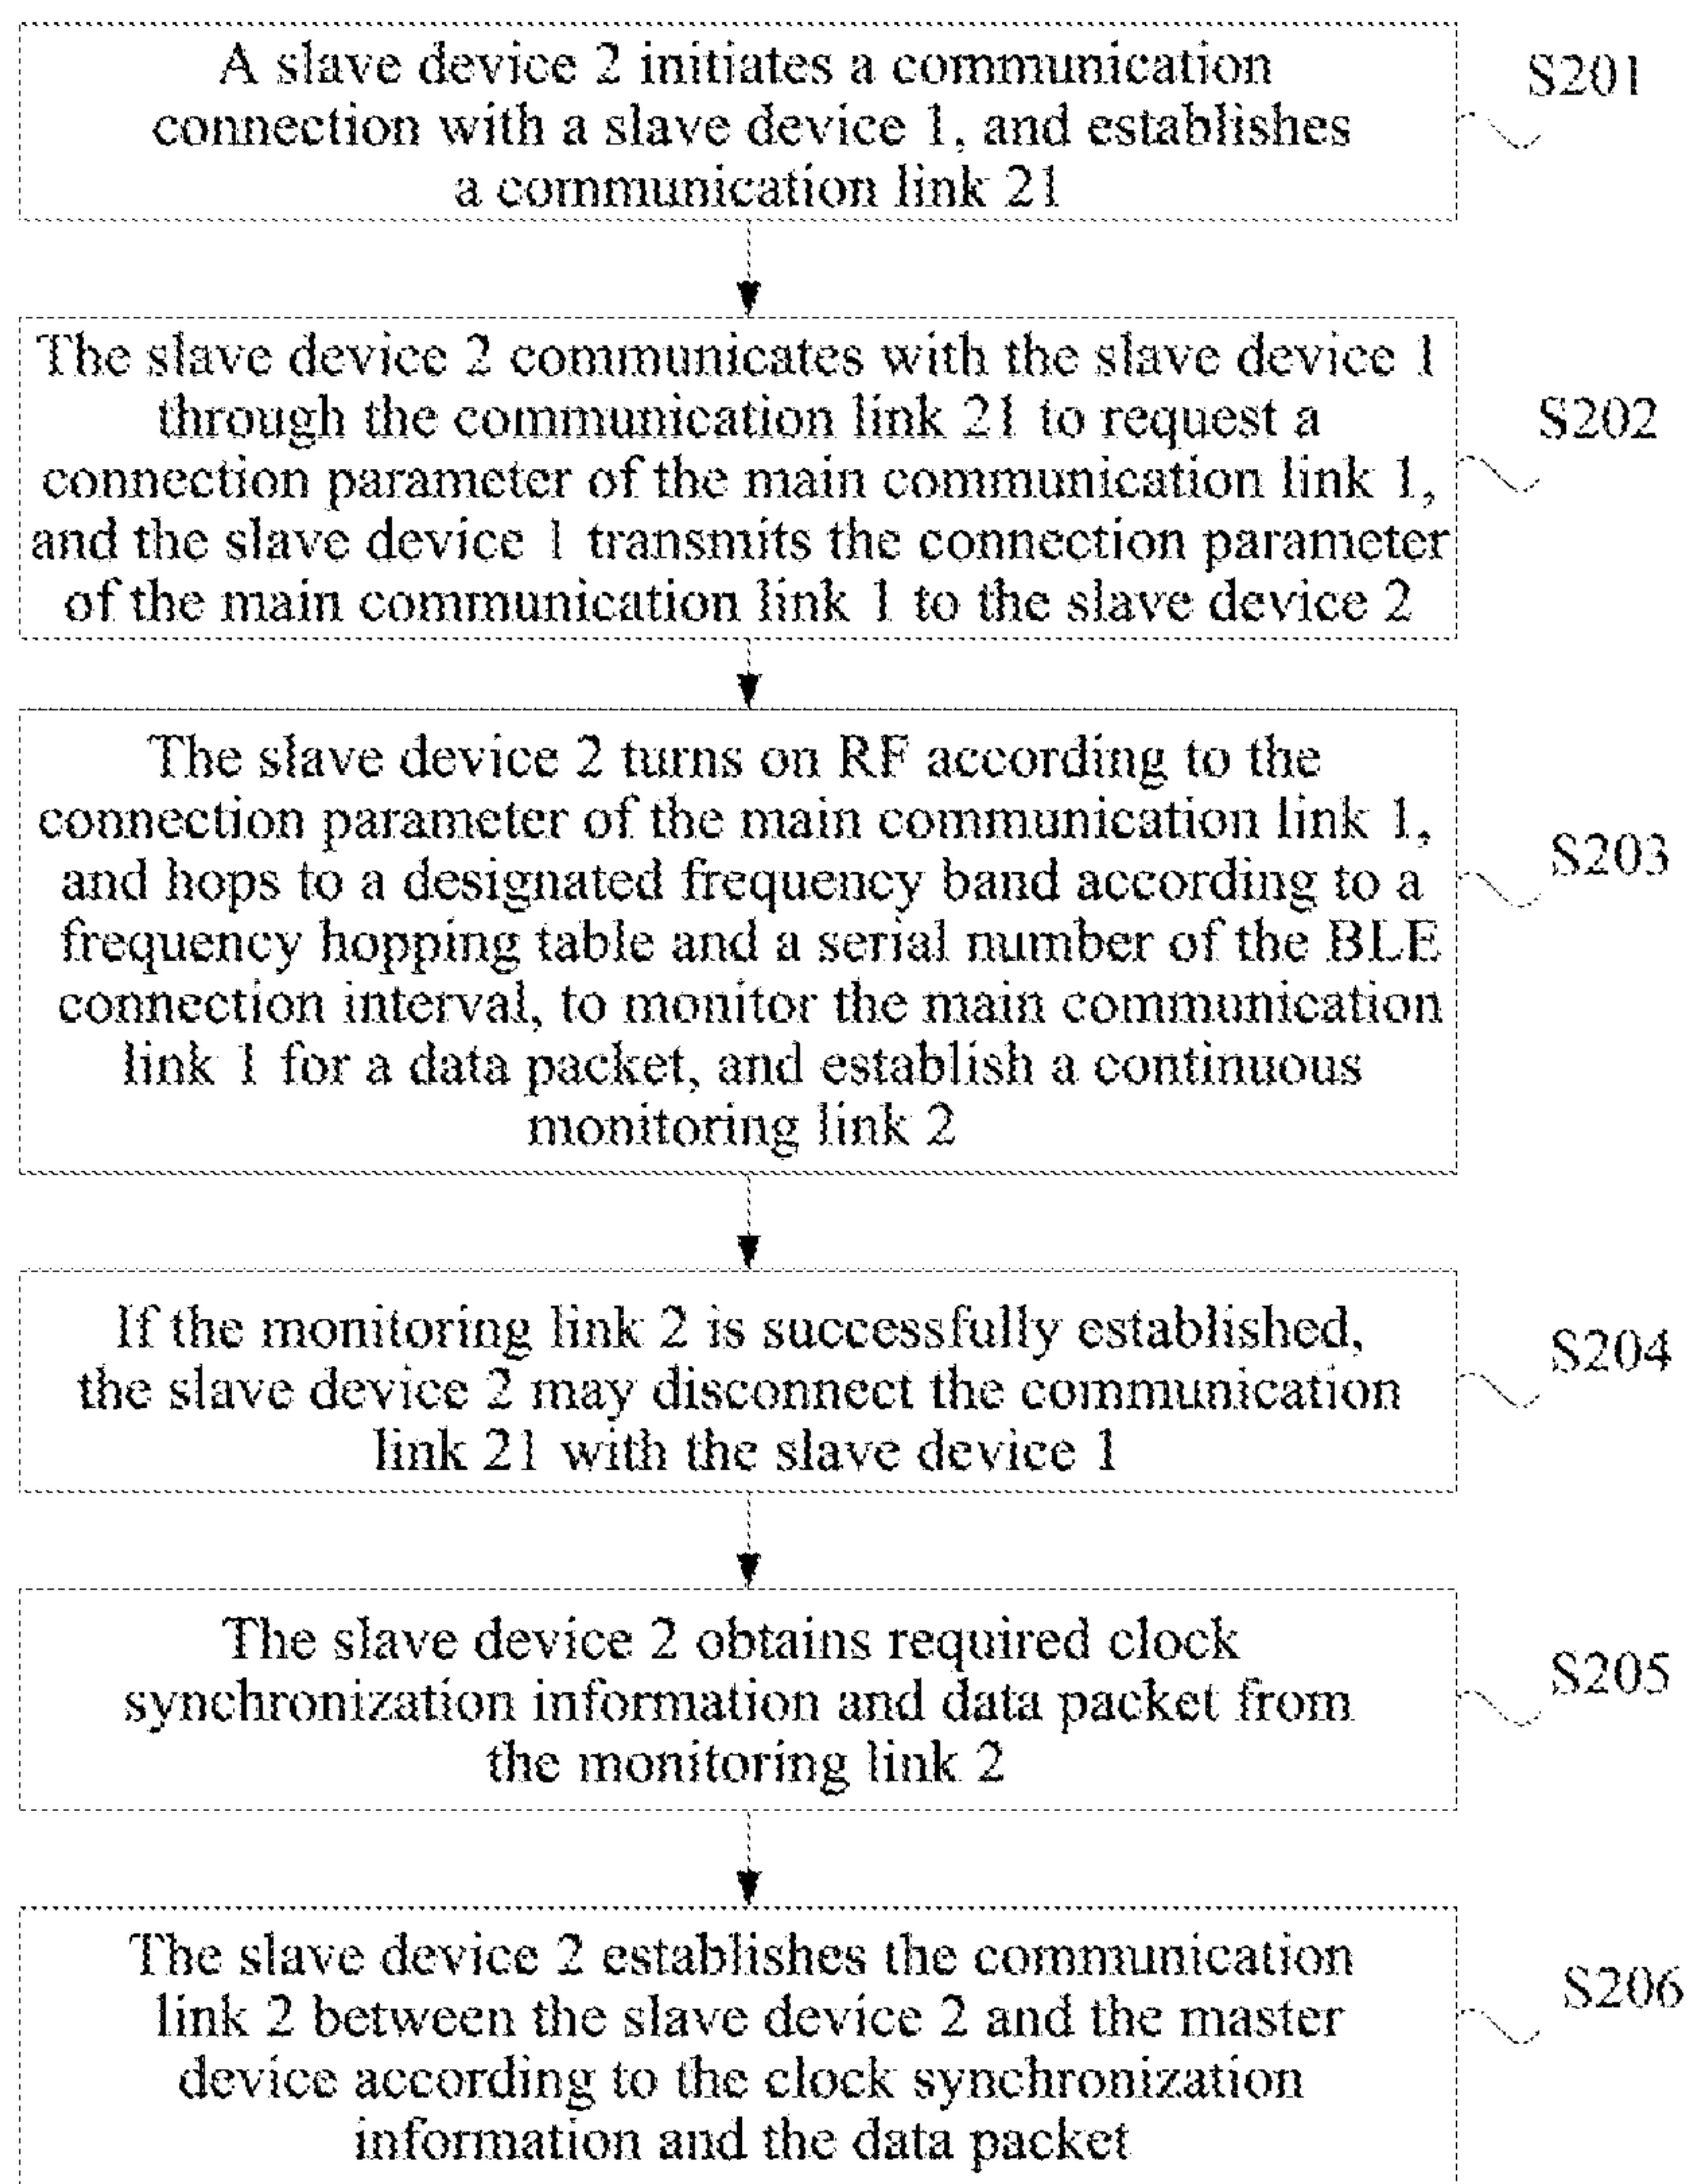 A slave device 2 initiates a communication
connection with a slave device 1, and establishes
a communication link 21
S201
The slave device 2 communicates with the slave device 1
through the communication link 21 to request a
connection parameter of the main communication link 1,
and the slave device 1 transmits the connection parameter
of the main communication link 1 to the slave device 2
S202
The slave device 2 turns on RF according to the
connection parameter of the main communication link 1,
and hops to a designated frequency band according to a
frequency hopping table and a serial number of the BLE
connection interval, to monitor the main communication
link 1 for a data packet, and establish a continuous
monitoring link 2
S203
If the monitoring link 2 is successfully established,
the slave device 2 may disconnect the communication
link 21 with the slave device 1
S204
The slave device 2 obtains required clock
synchronization information and data packet from
the monitoring link 2
S205
The slave device 2 establishes the communication
link 2 between the slave device 2 and the master
device according to the clock synchronization
information and the data packet
S206